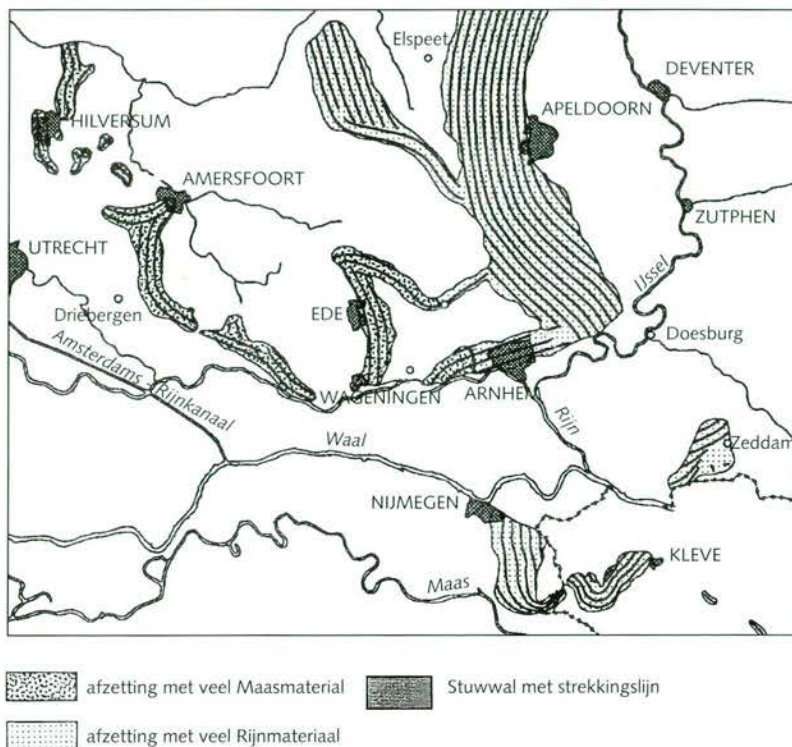 Elspeet
DEVENTER
HILVERSUM
APELDOORN
AMERSFOORT
ZUTPHEN
UTRECHT
IJssel
Driebergen
EDE
Doesburg
Amsterdams Rijnkanaal
WAGENINGEN
ARNHEM
Rijn
Waal
Zeddam
NIJMEGEN
KLEVE
Maas
afzetting met veel Maasmaterial
Stuwwal met strekkingslijn
afzetting met veel Rijnmateriaal